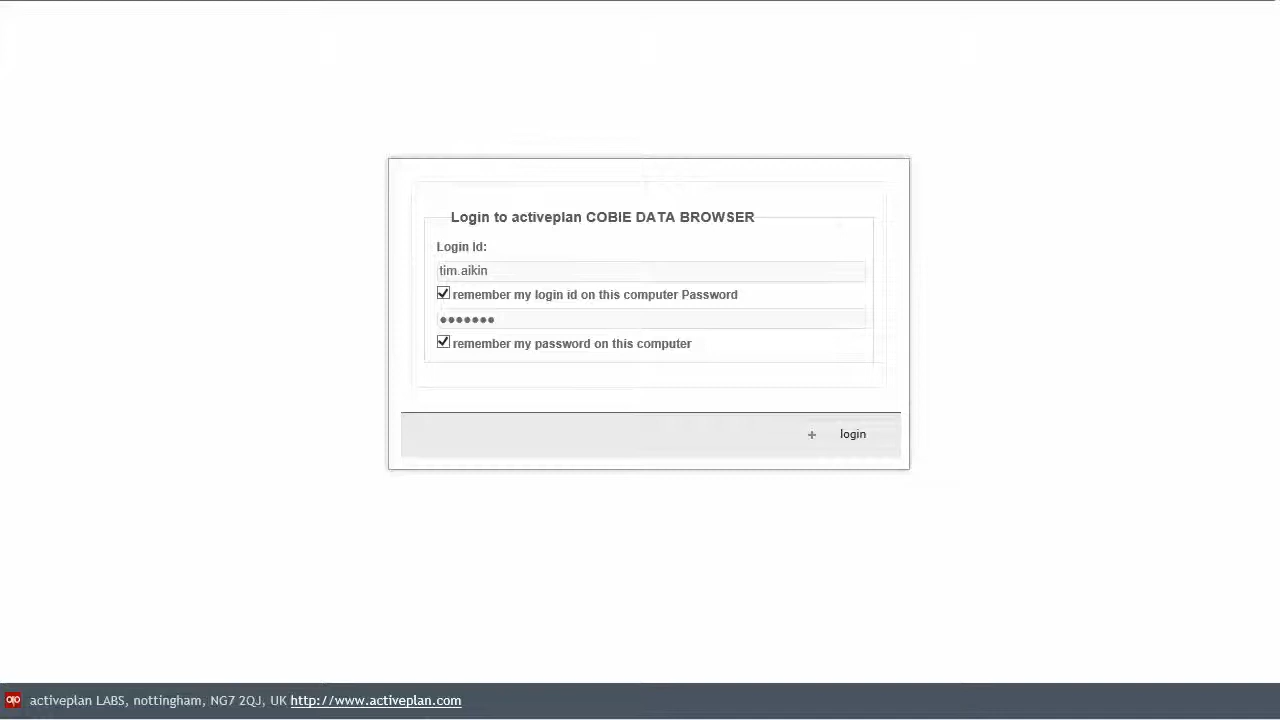 Login to activeplan COBIE DATA BROWSER
Login Id:
tim.aikin
remember my login id on this computer Password
●●●●●●●
remember my password on this computer
+ login
ap activeplan LABS, nottingham, NG7 2QJ, UK http://www.activeplan.com